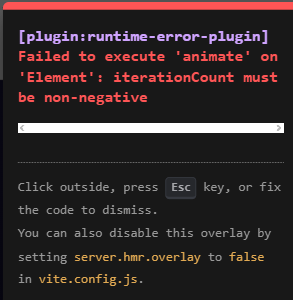 [plugin:runtime-error-plugin]
Failed to execute 'animate' on
'Element': iterationCount must
be non-negative
Click outside, press Esc key, or fix
the code to dismiss.
You can also disable this overlay by
setting server.hmr.overlay to false
in vite.config.js.